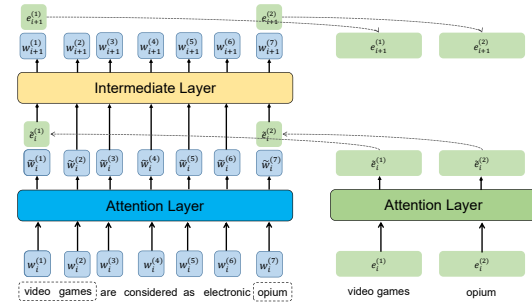 e_{i+1}^{(1)} e_{i+1}^{(2)} e_{i+1}^{(1)} e_{i+1}^{(2)}
w_{i+1}^{(1)} w_{i+1}^{(2)} w_{i+1}^{(3)} w_{i+1}^{(4)} w_{i+1}^{(5)} w_{i+1}^{(6)} w_{i+1}^{(7)}
Intermediate Layer
ẽ_i^{(1)} ẽ_i^{(2)}
w̃_i^{(1)} w̃_i^{(2)} w̃_i^{(3)} w̃_i^{(4)} w̃_i^{(5)} w̃_i^{(6)} w̃_i^{(7)} ẽ_i^{(1)} ẽ_i^{(2)}
Attention Layer Attention Layer
w_i^{(1)} w_i^{(2)} w_i^{(3)} w_i^{(4)} w_i^{(5)} w_i^{(6)} w_i^{(7)} e_i^{(1)} e_i^{(2)}
video games are considered as electronic opium video games opium